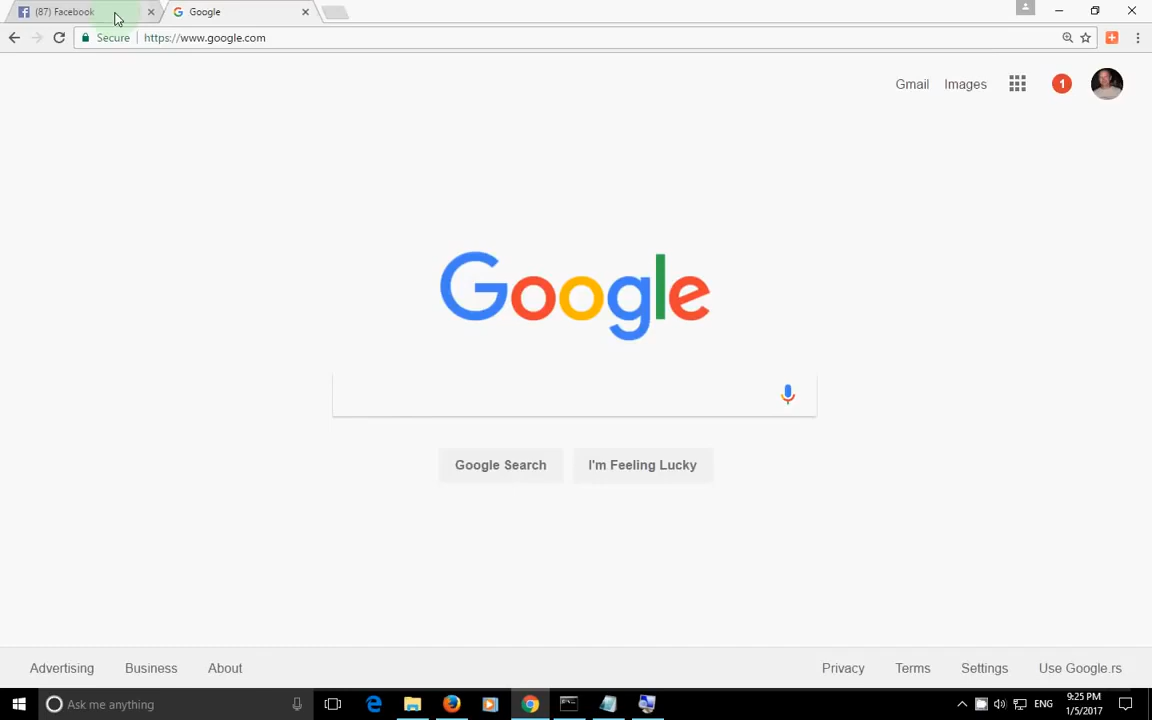 (87) Facebook
Google
Secure
https://www.google.com
Gmail
Images
1
Google
Google Search
I'm Feeling Lucky
Advertising
Business
About
Privacy
Terms
Settings
Use Google.rs
Ask me anything
ENG
9:25 PM
1/5/2017